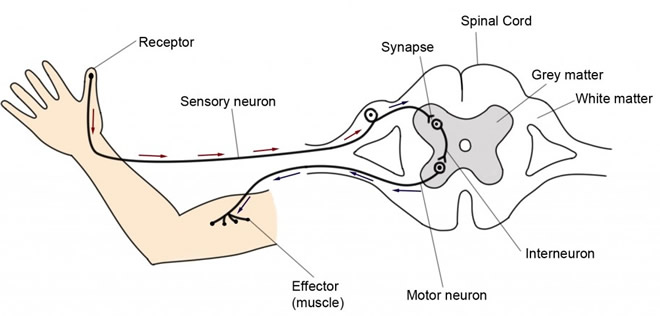 Spinal Cord
Receptor
Synapse
Grey matter
Sensory neuron
White matter
Interneuron
Effector
(muscle)
Motor neuron